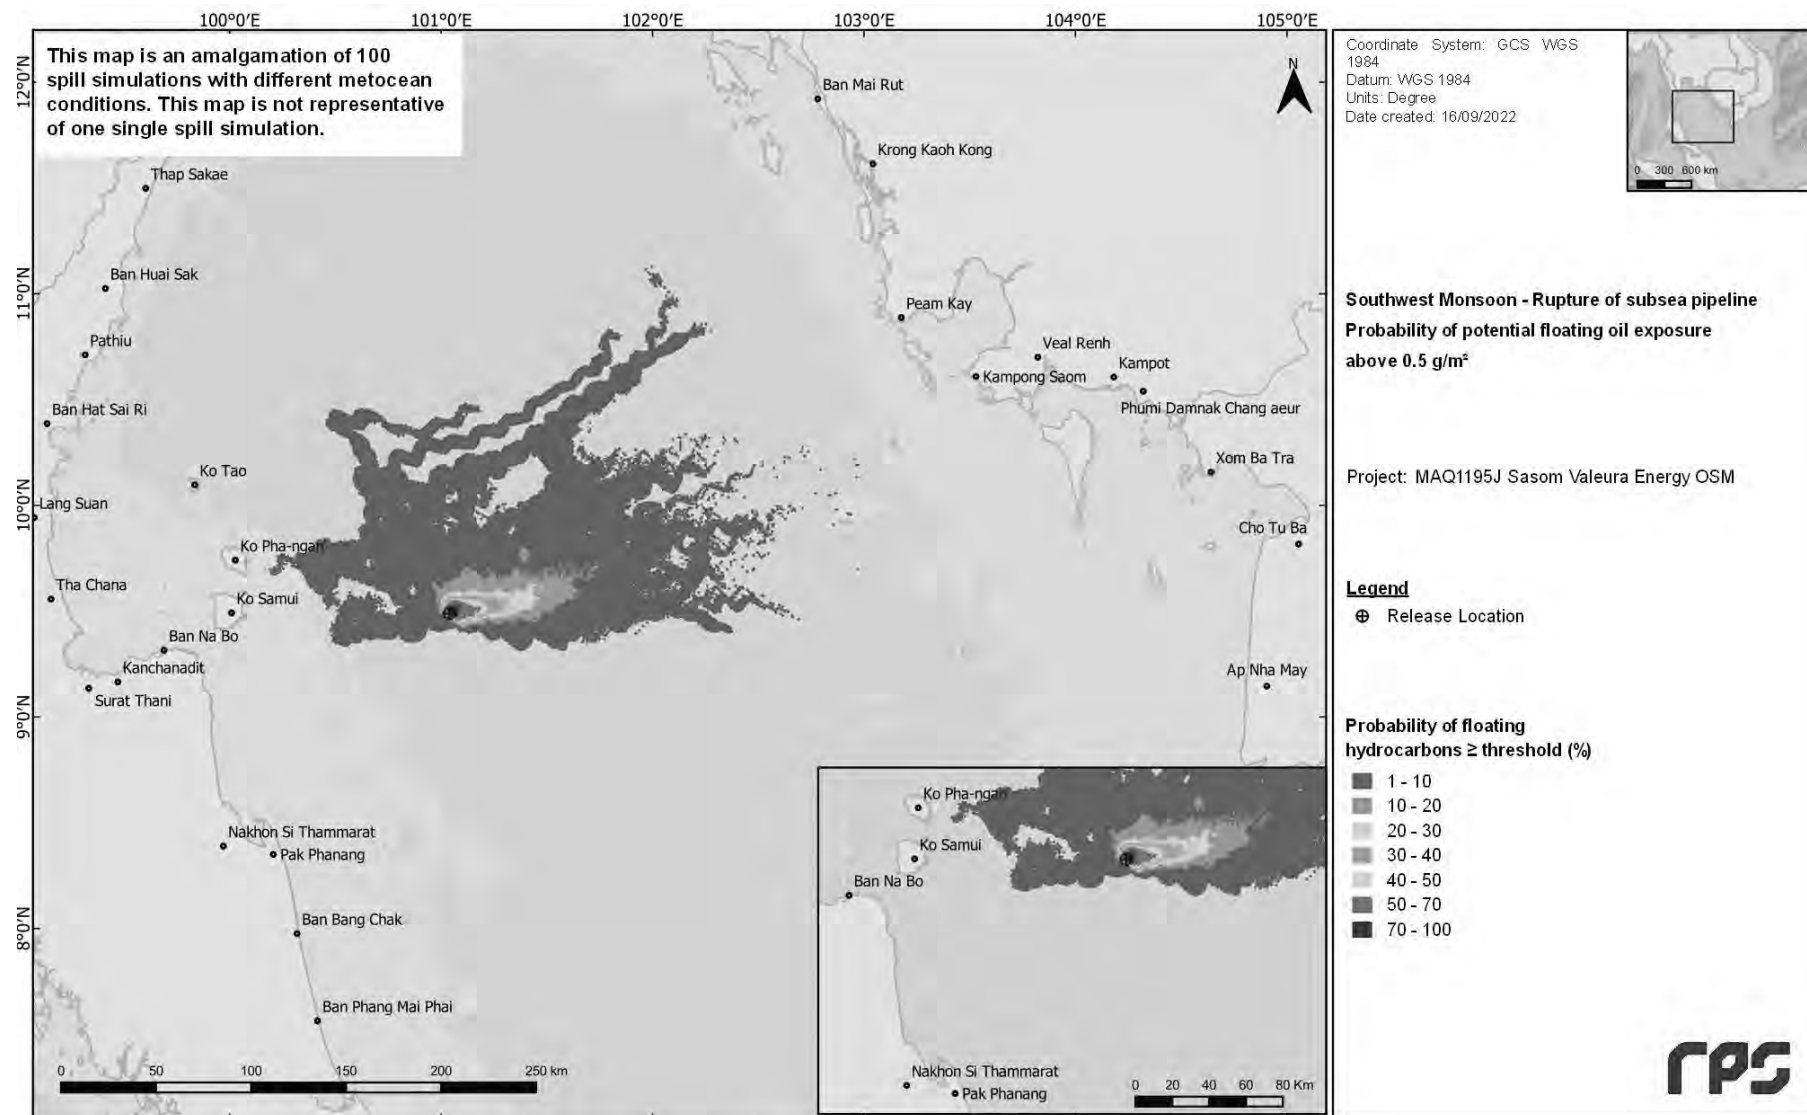 100°0'E
101°0'E
102°0'E
103°0'E
104°0'E
105°0'E
12°0'N
11°0'N
10°0'N
9°0'N
8°0'N
This map is an amalgamation of 100
spill simulations with different metocean
conditions. This map is not representative
of one single spill simulation.
N
Ban Mai Rut
Krong Kaoh Kong
Thap Sakae
Ban Huai Sak
Peam Kay
Pathiu
Veal Renh
Kampot
Kampong Saom
Ban Hat Sai Ri
Phumi Damnak Chang aeur
Ko Tao
Xom Ba Tra
Lang Suan
Cho Tu Ba
Ko Pha-ngan
Tha Chana
Ko Samui
Ban Na Bo
Kanchanadit
Surat Thani
Ap Nha May
Nakhon Si Thammarat
Pak Phanang
Ban Bang Chak
Ban Phang Mai Phai
0 50 100 150 200 250 km
Ko Pha-ngan
Ko Samui
Ban Na Bo
Nakhon Si Thammarat
Pak Phanang
0 20 40 60 80 Km
Coordinate System: GCS WGS
1984
Datum: WGS 1984
Units: Degree
Date created: 16/09/2022
0 300 600 km
Southwest Monsoon - Rupture of subsea pipeline
Probability of potential floating oil exposure
above 0.5 g/m²
Project: MAQ1195J Sasom Valeura Energy OSM
Legend
Release Location
Probability of floating
hydrocarbons ≥ threshold (%)
1 - 10
10 - 20
20 - 30
30 - 40
40 - 50
50 - 70
70 - 100
rps